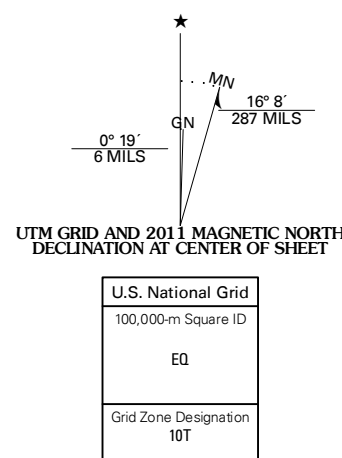 ★
MN
GN
16° 8´
287 MILS
0° 19´
6 MILS
UTM GRID AND 2011 MAGNETIC NORTH
DECLINATION AT CENTER OF SHEET
U.S. National Grid
100,000-m Square ID
EQ
Grid Zone Designation
10T